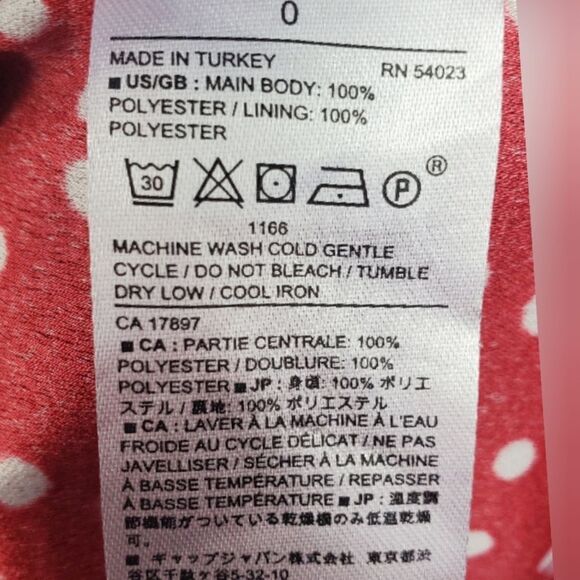 0
MADE IN TURKEY RN 54023
■ US/GB : MAIN BODY: 100%
POLYESTER / LINING: 100%
POLYESTER
30 P ®
1166
MACHINE WASH COLD GENTLE
CYCLE / DO NOT BLEACH / TUMBLE
DRY LOW / COOL IRON
CA 17897
■ CA : PARTIE CENTRALE: 100%
POLYESTER / DOUBLURE: 100%
POLYESTER ■ JP : 身頃: 100% ポリエ
ステル / 裏地: 100% ポリエステル
■ CA : LAVER À LA MACHINE À L'EAU
FROIDE AU CYCLE DÉLICAT / NE PAS
JAVELLISER / SÉCHER À LA MACHINE
À BASSE TEMPÉRATURE / REPASSER
À BASSE TEMPÉRATURE ■ JP : 温度調
節機能がついている乾燥機のみ低温乾燥
可。
■ ギャップジャパン株式会社 東京都渋
谷区千駄ヶ谷5-32-10